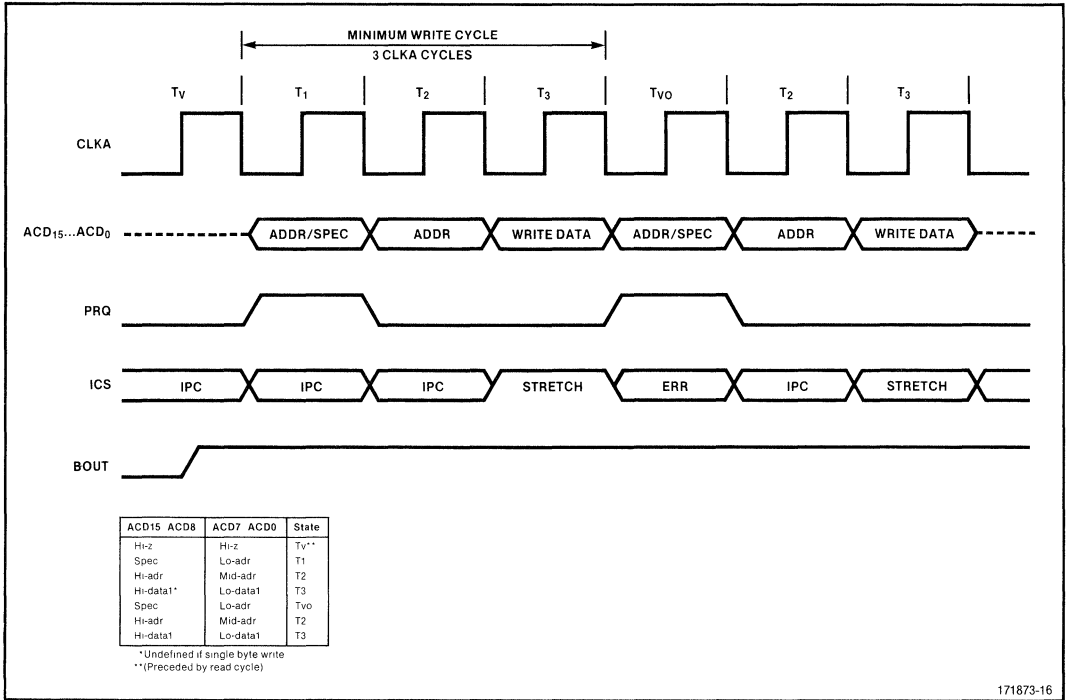 MINIMUM WRITE CYCLE
3 CLKA CYCLES
TV T1 T2 T3 TVO T2 T3
CLKA
ACD15...ACD0 ADDR/SPEC ADDR WRITE DATA ADDR/SPEC ADDR WRITE DATA
PRQ
ICS IPC IPC IPC STRETCH ERR IPC STRETCH
BOUT
ACD15 ACD8 ACD7 ACD0 State
Hi-z Hi-z Tv**
Spec Lo-adr T1
Hi-adr Mid-adr T2
Hi-data1* Lo-data1 T3
Spec Lo-adr Tvo
Hi-adr Mid-adr T2
Hi-data1 Lo-data1 T3
*Undefined if single byte write
**(Preceded by read cycle)
171873-16